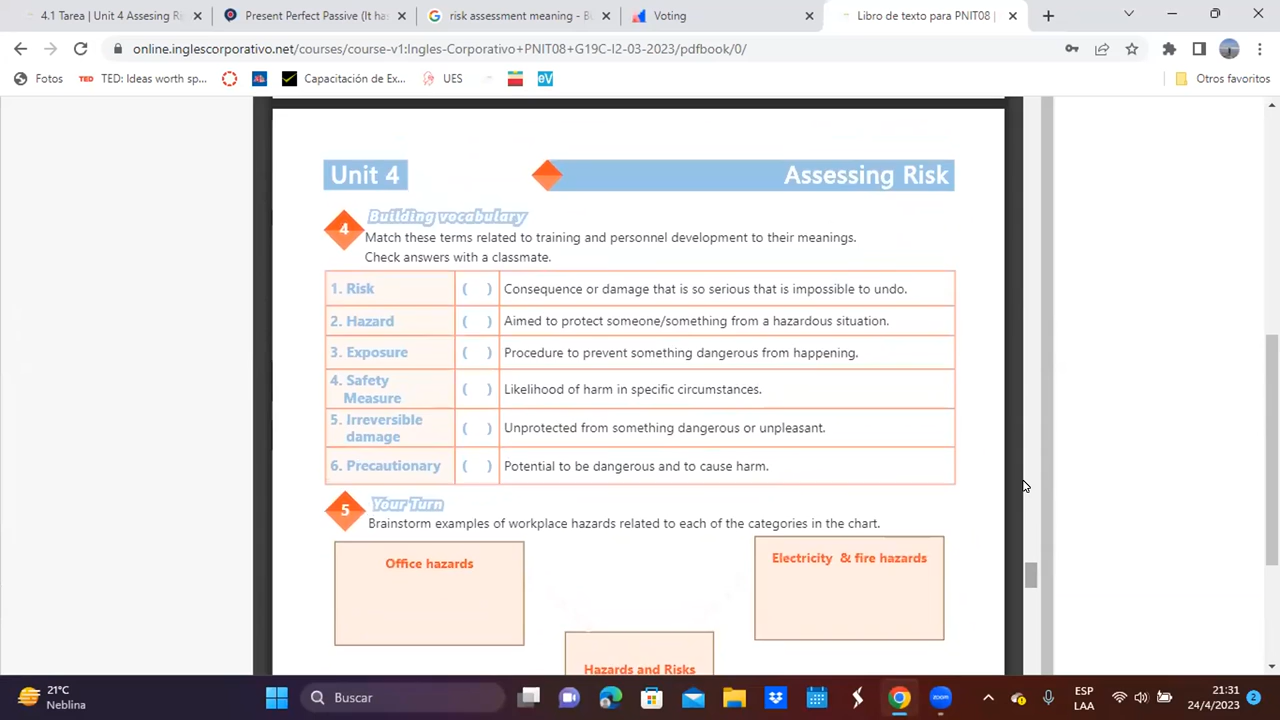 4.1 Tarea | Unit 4 Assesing Ri
Present Perfect Passive (It ha
risk assessment meaning - Bu
Voting
Libro de texto para PNIT08 |
online.inglescorporativo.net/courses/course-v1:Ingles-Corporativo+PNIT08+G19C-I2-03-2023/pdfbook/0/
Fotos
TED TED: Ideas worth sp...
Capacitación de Ex...
UES
eV
Otros favoritos
Unit 4
Assessing Risk
4 Building vocabulary
Match these terms related to training and personnel development to their meanings.
Check answers with a classmate.
1. Risk ( ) Consequence or damage that is so serious that is impossible to undo.
2. Hazard ( ) Aimed to protect someone/something from a hazardous situation.
3. Exposure ( ) Procedure to prevent something dangerous from happening.
4. Safety
Measure ( ) Likelihood of harm in specific circumstances.
5. Irreversible
damage ( ) Unprotected from something dangerous or unpleasant.
6. Precautionary ( ) Potential to be dangerous and to cause harm.
5 Your Turn
Brainstorm examples of workplace hazards related to each of the categories in the chart.
Office hazards
Electricity & fire hazards
Hazards and Risks
21°C
Neblina
Buscar
zoom
ESP
LAA
21:31
24/4/2023
2